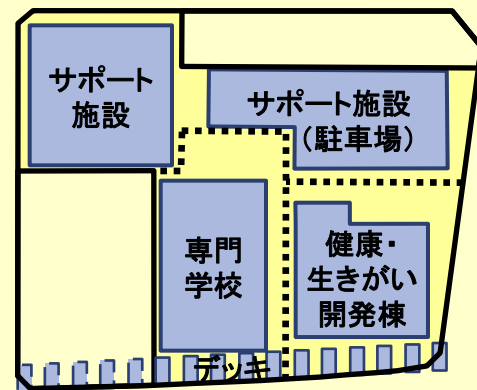 サポート
施設
サポート施設
（駐車場）
専門
学校
健康・
生きがい
開発棟
デッキ